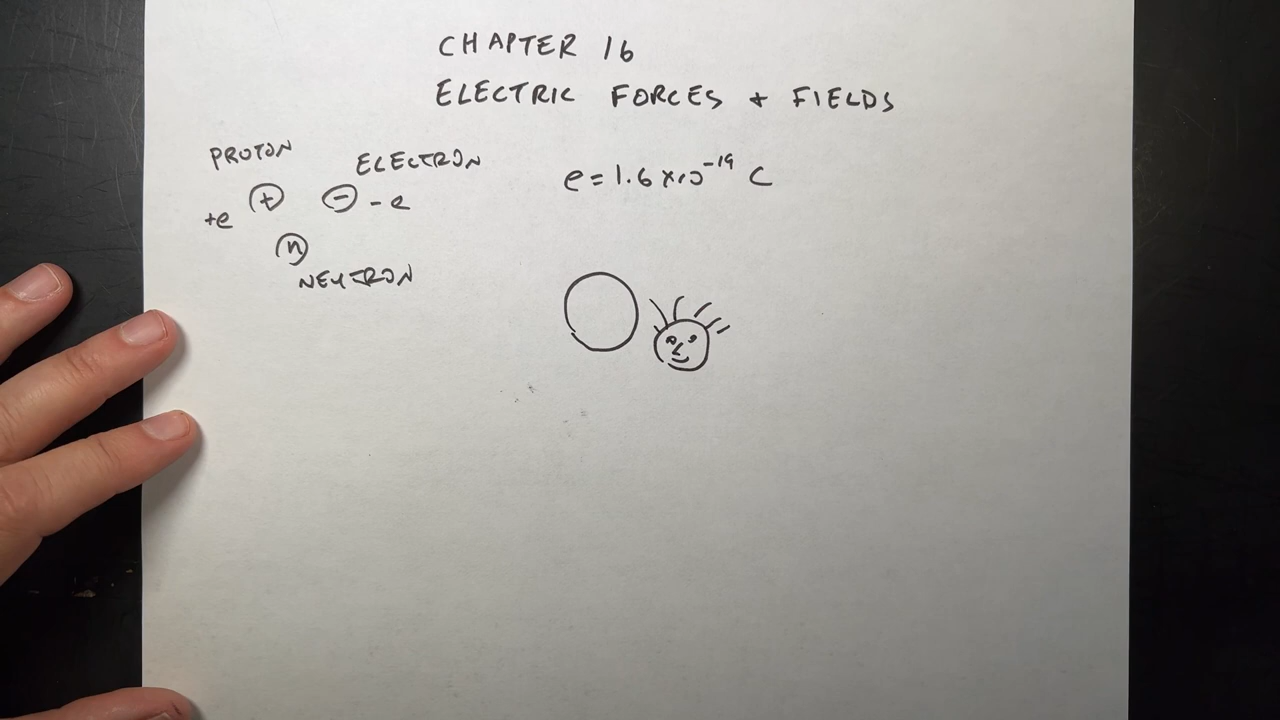 CHAPTER 16
ELECTRIC FORCES + FIELDS
PROTON
ELECTRON
e = 1.6 x 10⁻¹⁹ C
+e
+
- -e
n
NEUTRON